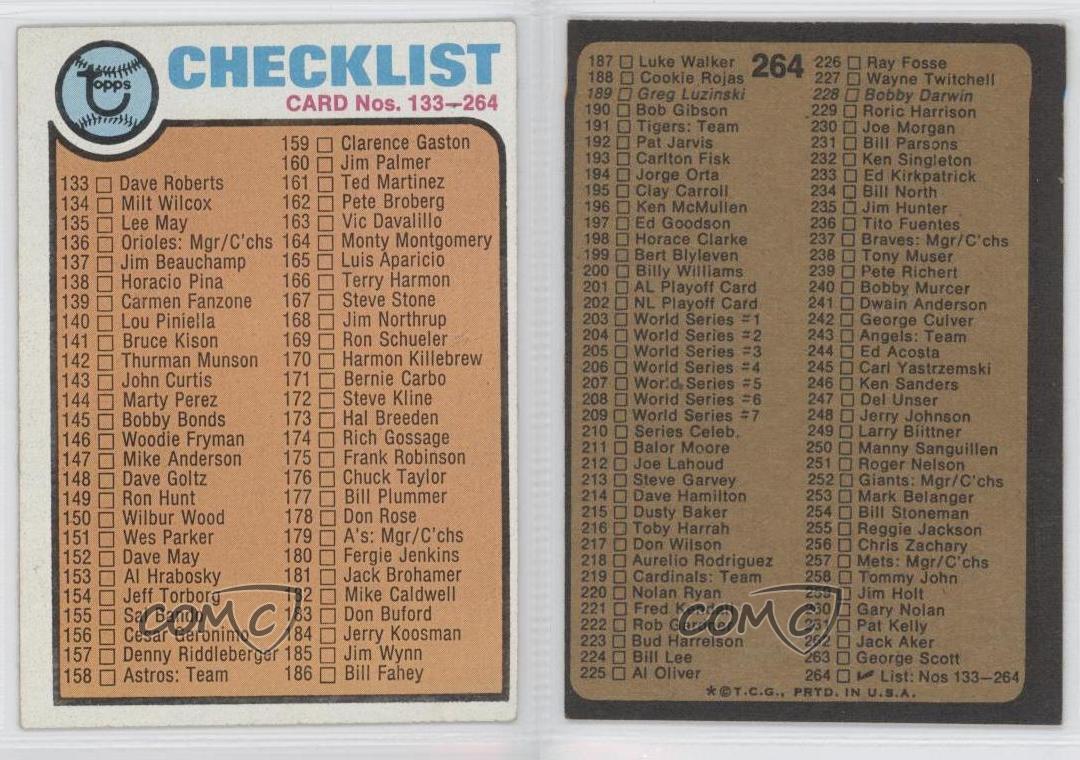 topps
CHECKLIST
CARD Nos. 133-264
133 Dave Roberts
134 Milt Wilcox
135 Lee May
136 Orioles: Mgr/C'chs
137 Jim Beauchamp
138 Horacio Pina
139 Carmen Fanzone
140 Lou Piniella
141 Bruce Kison
142 Thurman Munson
143 John Curtis
144 Marty Perez
145 Bobby Bonds
146 Woodie Fryman
147 Mike Anderson
148 Dave Goltz
149 Ron Hunt
150 Wilbur Wood
151 Wes Parker
152 Dave May
153 Al Hrabosky
154 Jeff Torborg
155 Sal Bando
156 Cesar Geronimo
157 Denny Riddleberger
158 Astros: Team
159 Clarence Gaston
160 Jim Palmer
161 Ted Martinez
162 Pete Broberg
163 Vic Davalillo
164 Monty Montgomery
165 Luis Aparicio
166 Terry Harmon
167 Steve Stone
168 Jim Northrup
169 Ron Schueler
170 Harmon Killebrew
171 Bernie Carbo
172 Steve Kline
173 Hal Breeden
174 Rich Gossage
175 Frank Robinson
176 Chuck Taylor
177 Bill Plummer
178 Don Rose
179 A's: Mgr/C'chs
180 Fergie Jenkins
181 Jack Brohamer
182 Mike Caldwell
183 Don Buford
184 Jerry Koosman
185 Jim Wynn
186 Bill Fahey
COMC
264
187 Luke Walker
188 Cookie Rojas
189 Greg Luzinski
190 Bob Gibson
191 Tigers: Team
192 Pat Jarvis
193 Carlton Fisk
194 Jorge Orta
195 Clay Carroll
196 Ken McMullen
197 Ed Goodson
198 Horace Clarke
199 Bert Blyleven
200 Billy Williams
201 AL Playoff Card
202 NL Playoff Card
203 World Series #1
204 World Series #2
205 World Series #3
206 World Series #4
207 World Series #5
208 World Series #6
209 World Series #7
210 Series Celeb.
211 Balor Moore
212 Joe Lahoud
213 Steve Garvey
214 Dave Hamilton
215 Dusty Baker
216 Toby Harrah
217 Don Wilson
218 Aurelio Rodriguez
219 Cardinals: Team
220 Nolan Ryan
221 Fred Kendall
222 Rob Gardner
223 Bud Harrelson
224 Bill Lee
225 Al Oliver
226 Ray Fosse
227 Wayne Twitchell
228 Bobby Darwin
229 Roric Harrison
230 Joe Morgan
231 Bill Parsons
232 Ken Singleton
233 Ed Kirkpatrick
234 Bill North
235 Jim Hunter
236 Tito Fuentes
237 Braves: Mgr/C'chs
238 Tony Muser
239 Pete Richert
240 Bobby Murcer
241 Dwain Anderson
242 George Culver
243 Angels: Team
244 Ed Acosta
245 Carl Yastrzemski
246 Ken Sanders
247 Del Unser
248 Jerry Johnson
249 Larry Biittner
250 Manny Sanguillen
251 Roger Nelson
252 Giants: Mgr/C'chs
253 Mark Belanger
254 Bill Stoneman
255 Reggie Jackson
256 Chris Zachary
257 Mets: Mgr/C'chs
258 Tommy John
259 Jim Holt
260 Gary Nolan
261 Pat Kelly
262 Jack Aker
263 George Scott
264 List: Nos 133-264
*©T.C.G., PRTD. IN U.S.A.
COMC